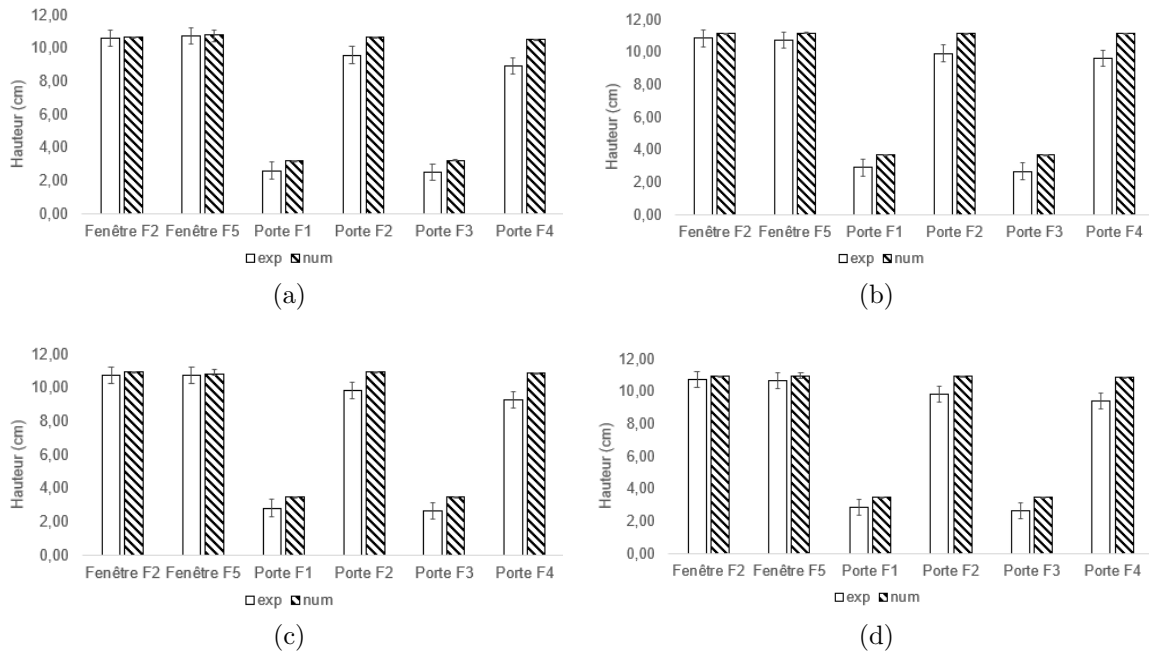 12,00
10,00
8,00
6,00
4,00
2,00
0,00
Hauteur (cm)
Fenêtre F2 Fenêtre F5 Porte F1 Porte F2 Porte F3 Porte F4
exp num
(a)
12,00
10,00
8,00
6,00
4,00
2,00
0,00
Hauteur (cm)
Fenêtre F2 Fenêtre F5 Porte F1 Porte F2 Porte F3 Porte F4
exp num
(b)
12,00
10,00
8,00
6,00
4,00
2,00
0,00
Hauteur (cm)
Fenêtre F2 Fenêtre F5 Porte F1 Porte F2 Porte F3 Porte F4
exp num
(c)
12,00
10,00
8,00
6,00
4,00
2,00
0,00
Hauteur (cm)
Fenêtre F2 Fenêtre F5 Porte F1 Porte F2 Porte F3 Porte F4
exp num
(d)